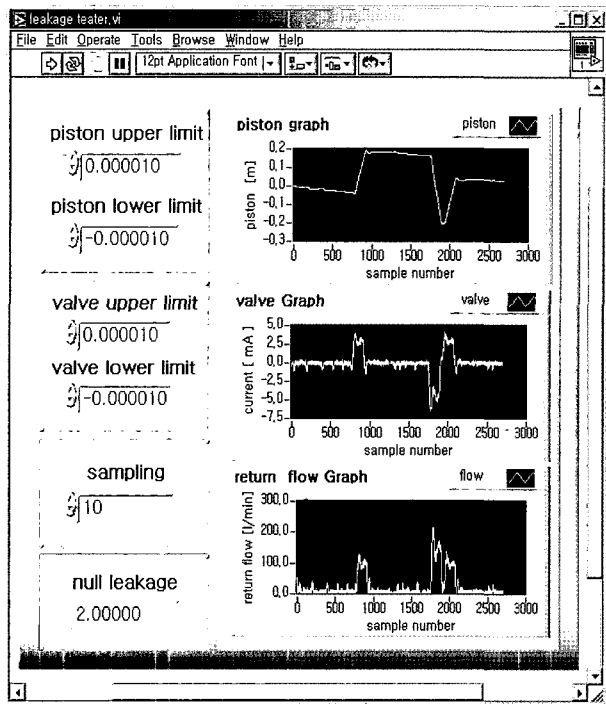 leakage teater.vi
File Edit Operate Tools Browse Window Help
12pt Application Font
1
piston upper limit
0.000010
piston lower limit
-0.000010
valve upper limit
0.000010
valve lower limit
-0.000010
sampling
10
null leakage
2.00000
piston graph
piston
piston [m]
0.2
0.1
0.0
-0.1
-0.2
-0.3
0 500 1000 1500 2000 2500 3000
sample number
valve Graph
valve
current [ mA]
5.0
2.5
0.0
-2.5
-5.0
-7.5
0 500 1000 1500 2000 2500 3000
sample number
return flow Graph
flow
return flow [l/min]
300.0
200.0
100.0
0.0
0 500 1000 1500 2000 2500 3000
sample number